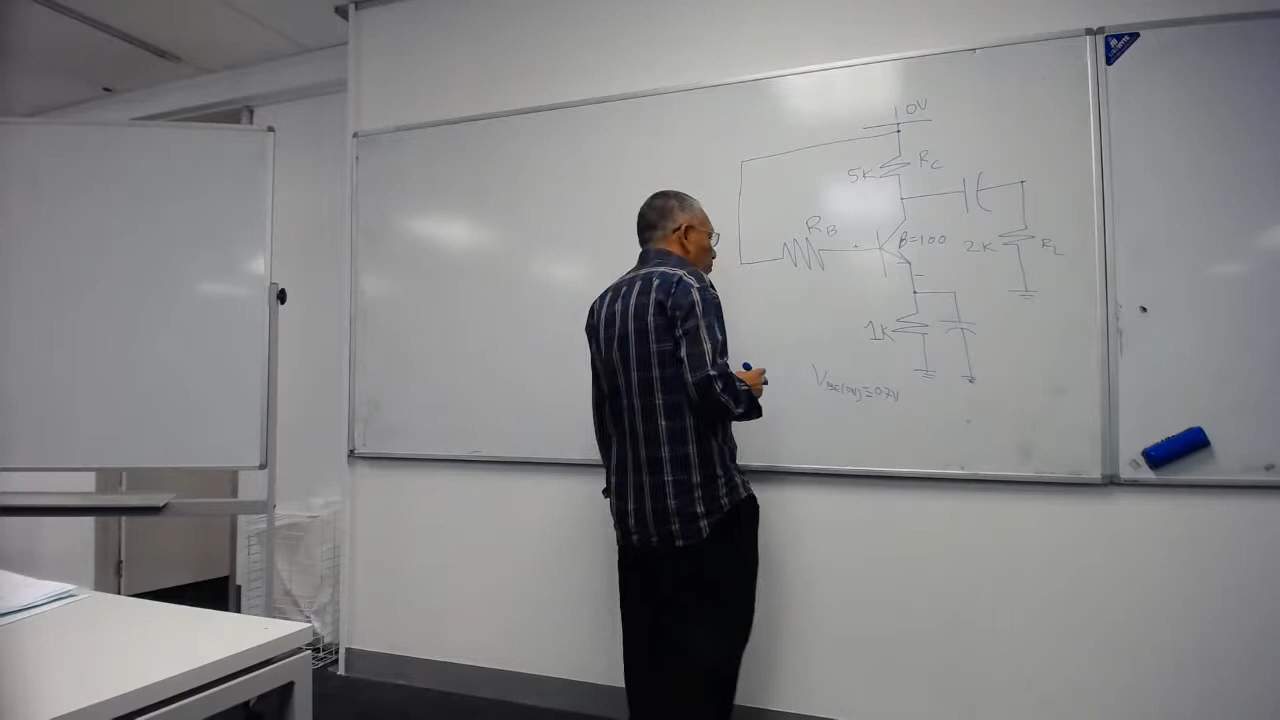 10V
5K RC
RB
β=100
2K RL
1K
VBE(ON)≅0.7V